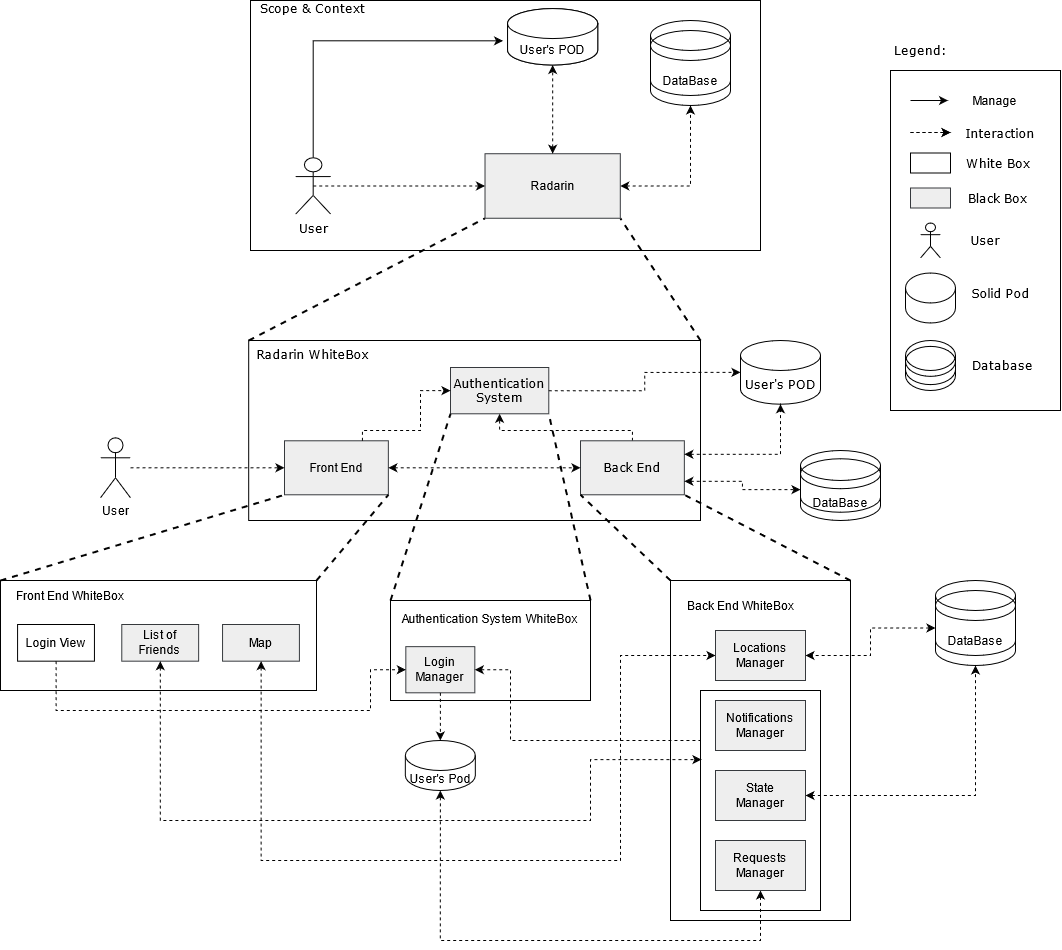 Scope & Context
User's POD
DataBase
Radarin
User
Legend:
Manage
Interaction
White Box
Black Box
User
Solid Pod
Database
Radarin WhiteBox
Authentication
System
User's POD
Front End
Back End
User
DataBase
Front End WhiteBox
Login View
List of
Friends
Map
Authentication System WhiteBox
Login
Manager
User's Pod
Back End WhiteBox
Locations
Manager
Notifications
Manager
State
Manager
Requests
Manager
DataBase